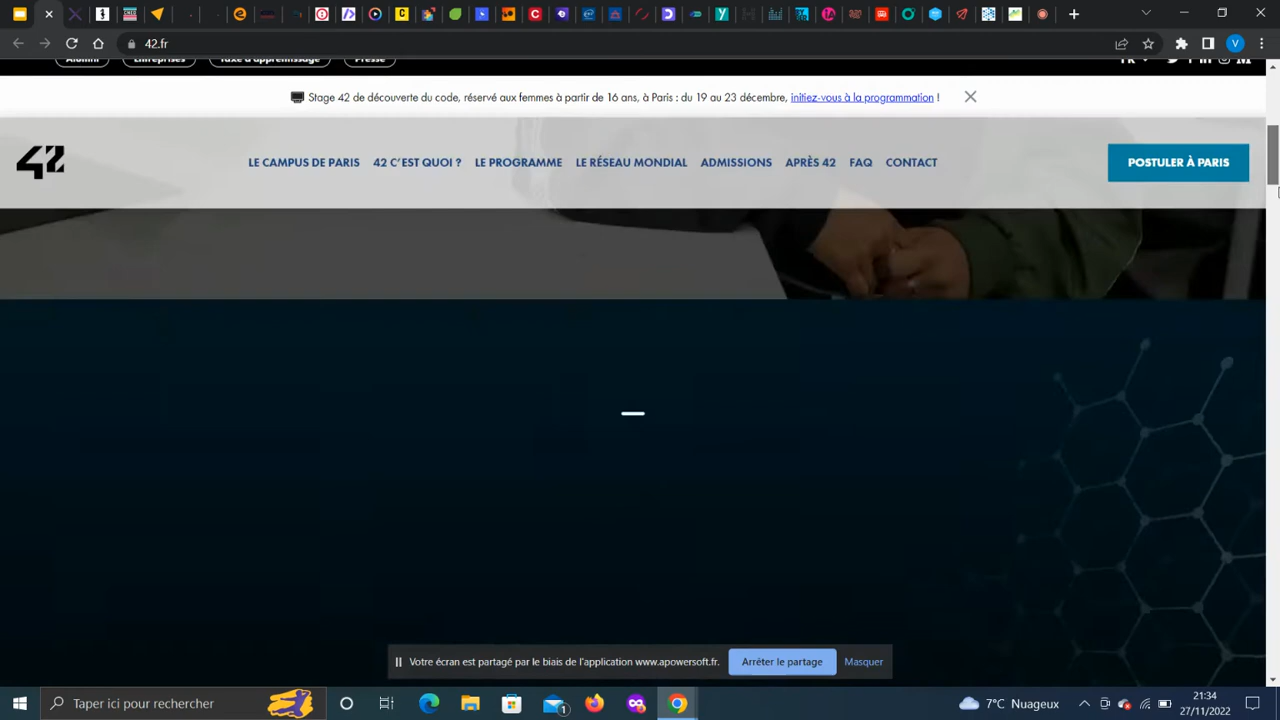 42.fr
Alumni
Entreprises
Taxe d'apprentissage
Presse
FR
Stage 42 de découverte du code, réservé aux femmes à partir de 16 ans, à Paris : du 19 au 23 décembre, initiez-vous à la programmation !
42
LE CAMPUS DE PARIS
42 C'EST QUOI ?
LE PROGRAMME
LE RÉSEAU MONDIAL
ADMISSIONS
APRÈS 42
FAQ
CONTACT
POSTULER À PARIS
Votre écran est partagé par le biais de l'application www.apowersoft.fr.
Arrêter le partage
Masquer
Taper ici pour rechercher
1
7°C Nuageux
21:34
27/11/2022
V